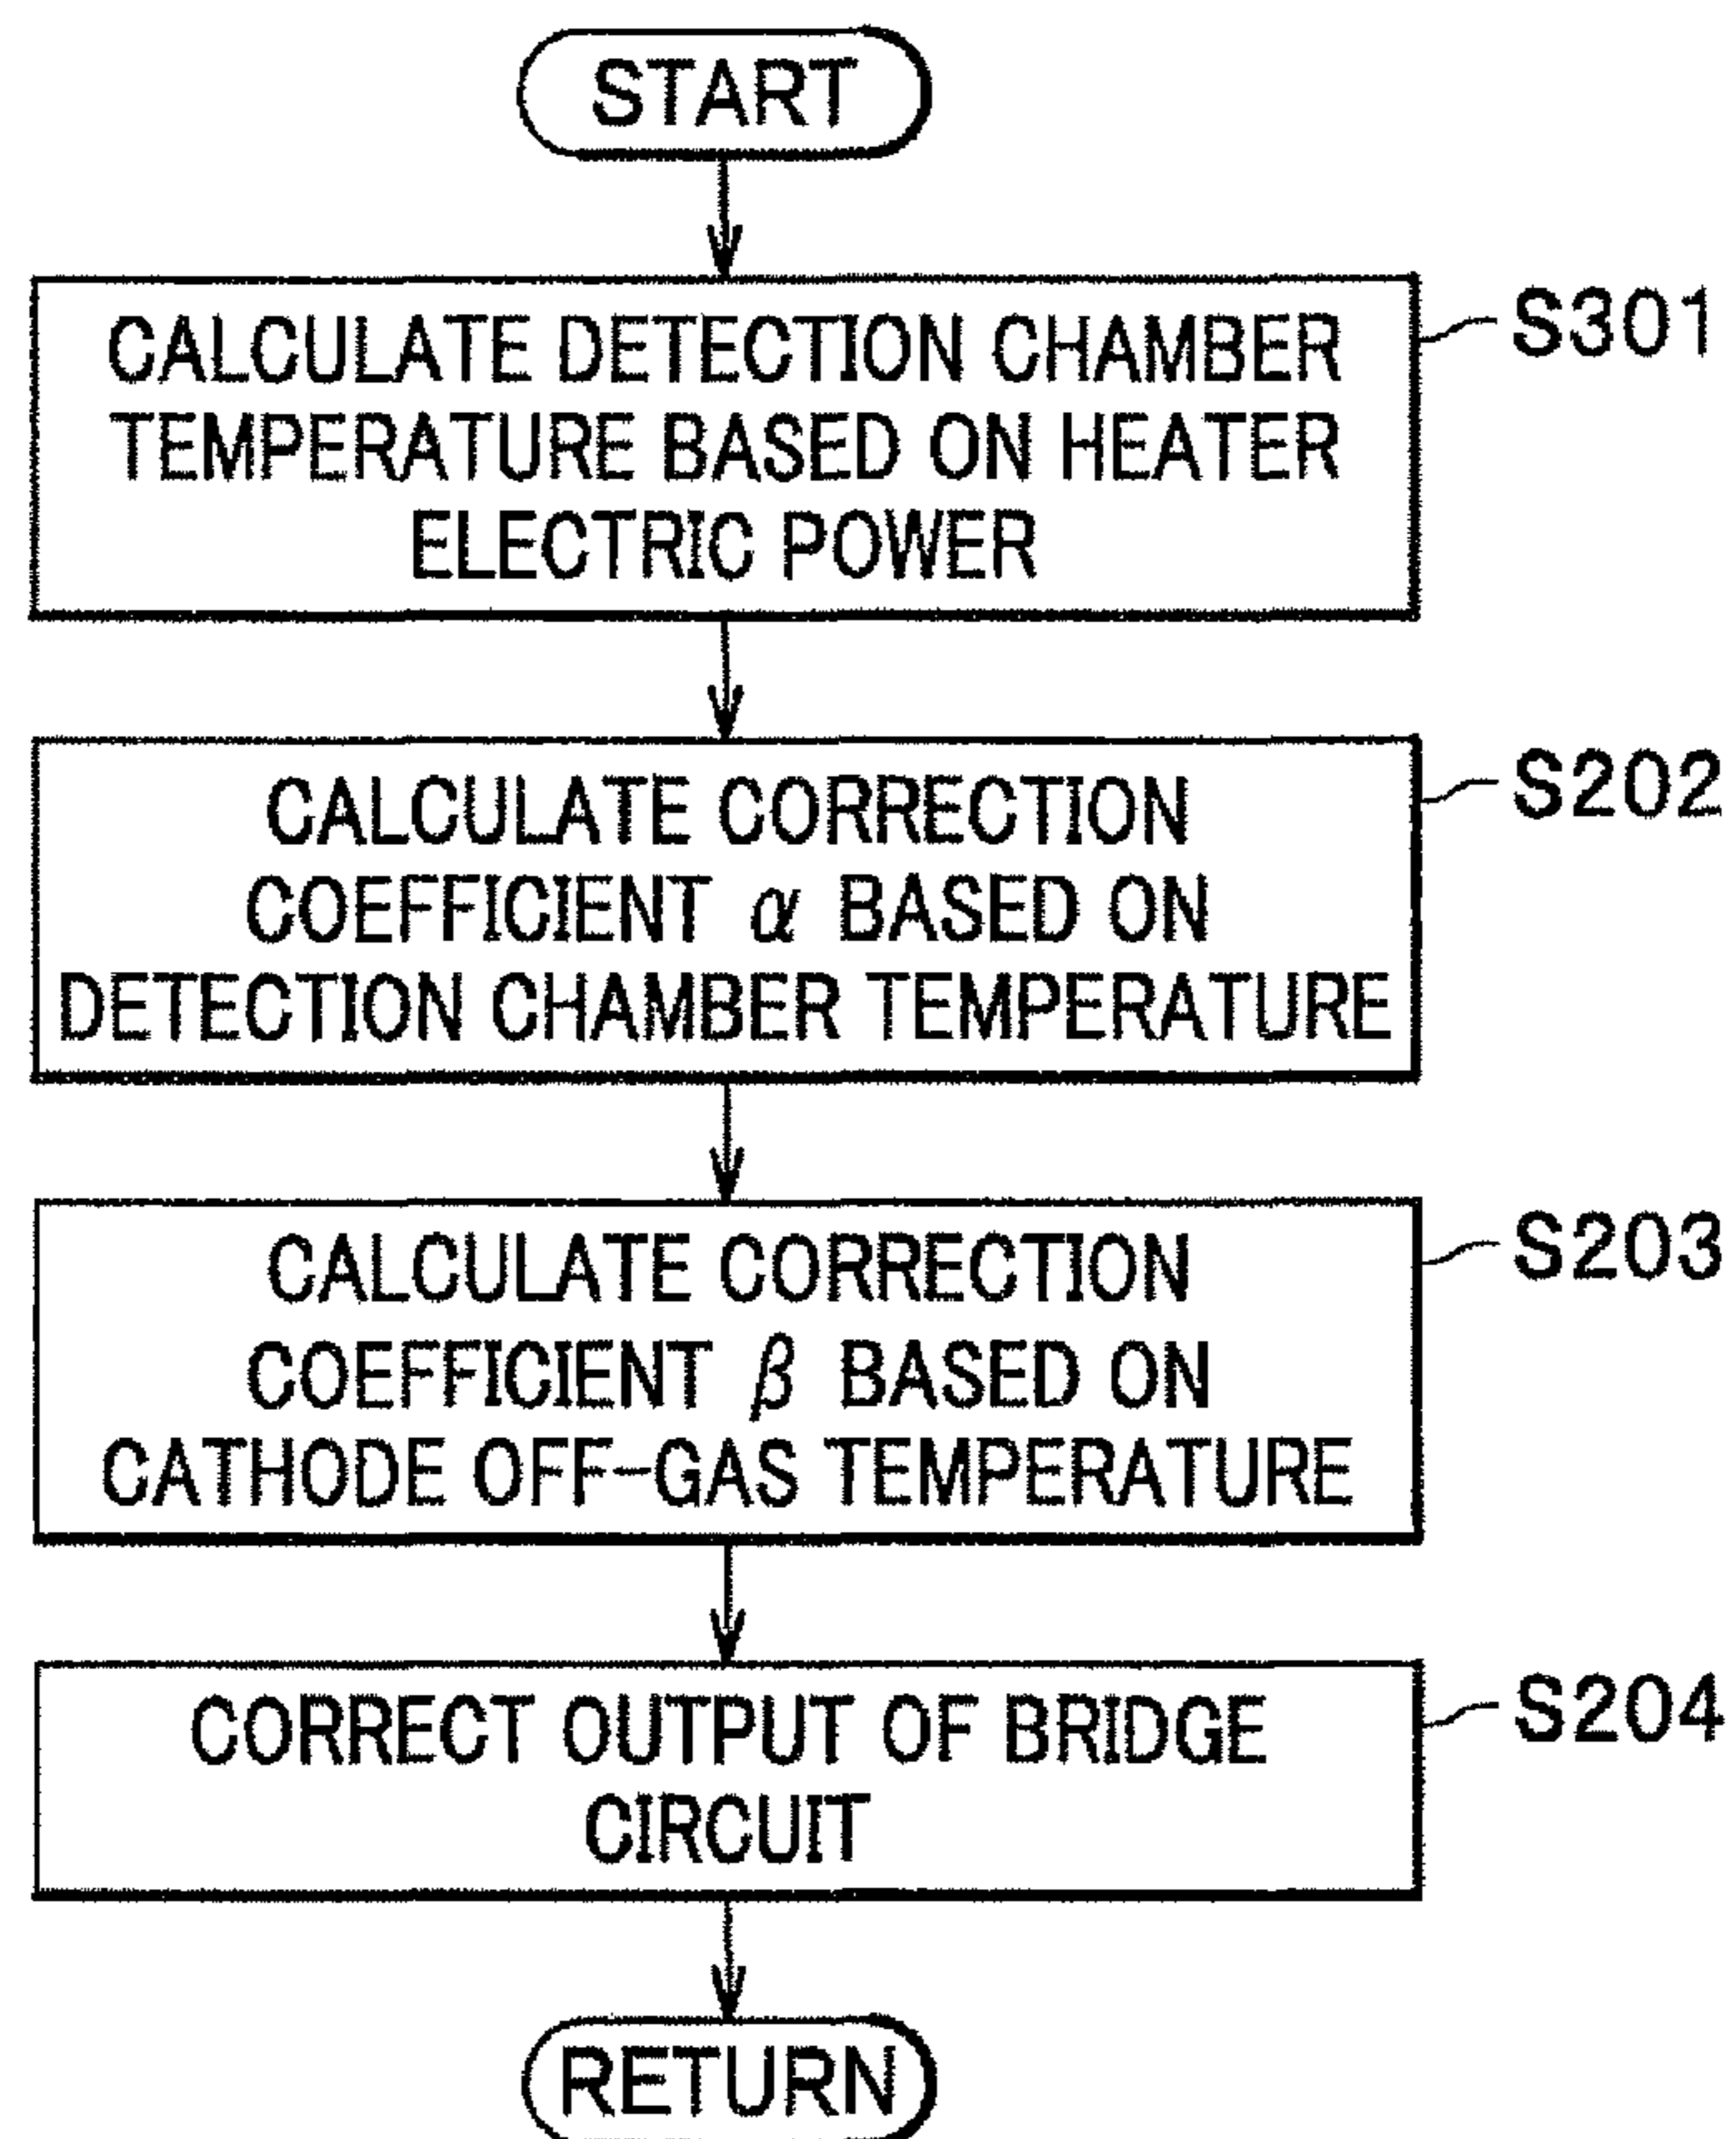 START
CALCULATE DETECTION CHAMBER
TEMPERATURE BASED ON HEATER
ELECTRIC POWER
S301
CALCULATE CORRECTION
COEFFICIENT α BASED ON
DETECTION CHAMBER TEMPERATURE
S202
CALCULATE CORRECTION
COEFFICIENT β BASED ON
CATHODE OFF-GAS TEMPERATURE
S203
CORRECT OUTPUT OF BRIDGE
CIRCUIT
S204
RETURN